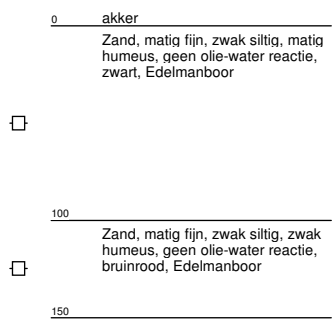 0 akker
Zand, matig fijn, zwak siltig, matig
humeus, geen olie-water reactie,
zwart, Edelmanboor
100
Zand, matig fijn, zwak siltig, zwak
humeus, geen olie-water reactie,
bruinrood, Edelmanboor
150